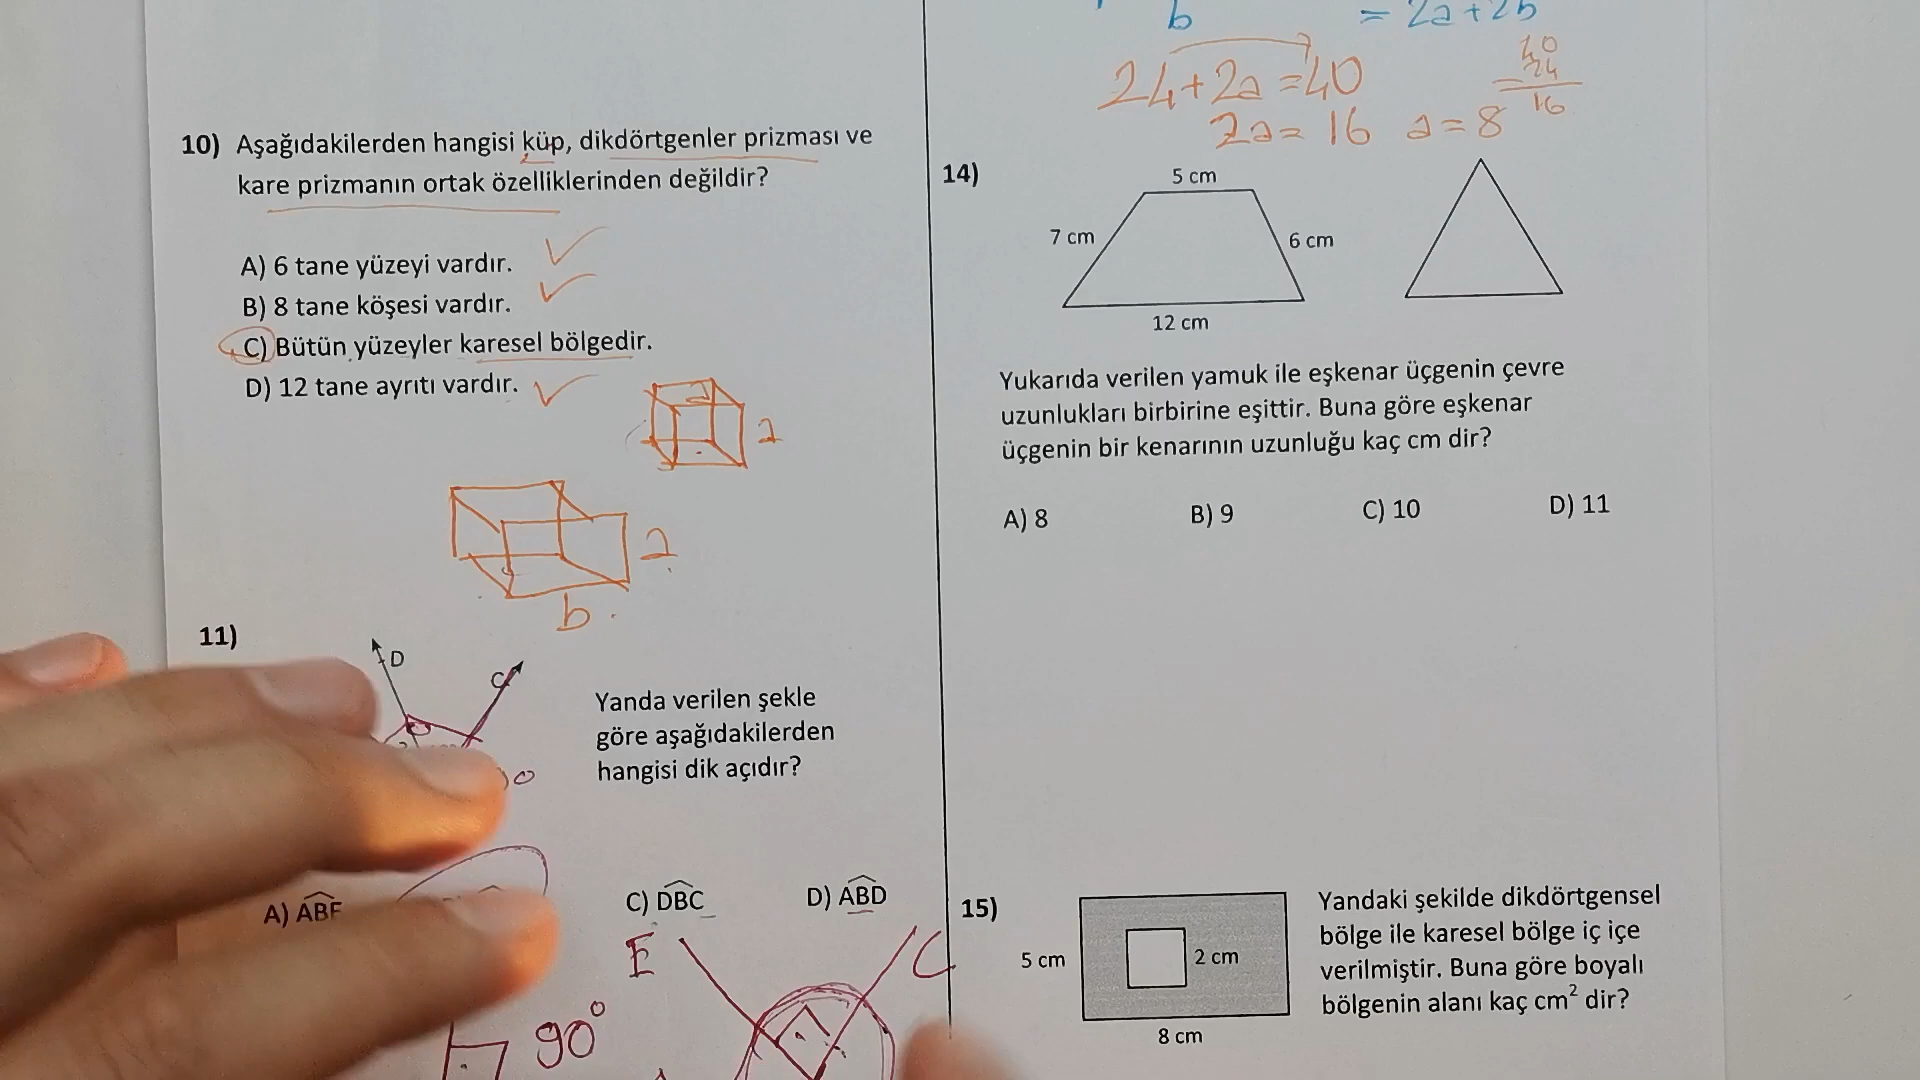 10) Aşağıdakilerden hangisi küp, dikdörtgenler prizması ve
kare prizmanın ortak özelliklerinden değildir?
A) 6 tane yüzeyi vardır.
B) 8 tane köşesi vardır.
C) Bütün yüzeyler karesel bölgedir.
D) 12 tane ayrıtı vardır.
a
a
a
b
11)
D
C
Yanda verilen şekle
göre aşağıdakilerden
hangisi dik açıdır?
A) ABF
C) DBC
D) ABD
E
C
90°
b
= 2a+2b
24+2a=40
2a= 16 a=8
40
24
16
14)
5 cm
7 cm
6 cm
12 cm
Yukarıda verilen yamuk ile eşkenar üçgenin çevre
uzunlukları birbirine eşittir. Buna göre eşkenar
üçgenin bir kenarının uzunluğu kaç cm dir?
A) 8 B) 9 C) 10 D) 11
15)
5 cm
2 cm
8 cm
Yandaki şekilde dikdörtgensel
bölge ile karesel bölge iç içe
verilmiştir. Buna göre boyalı
bölgenin alanı kaç cm² dir?